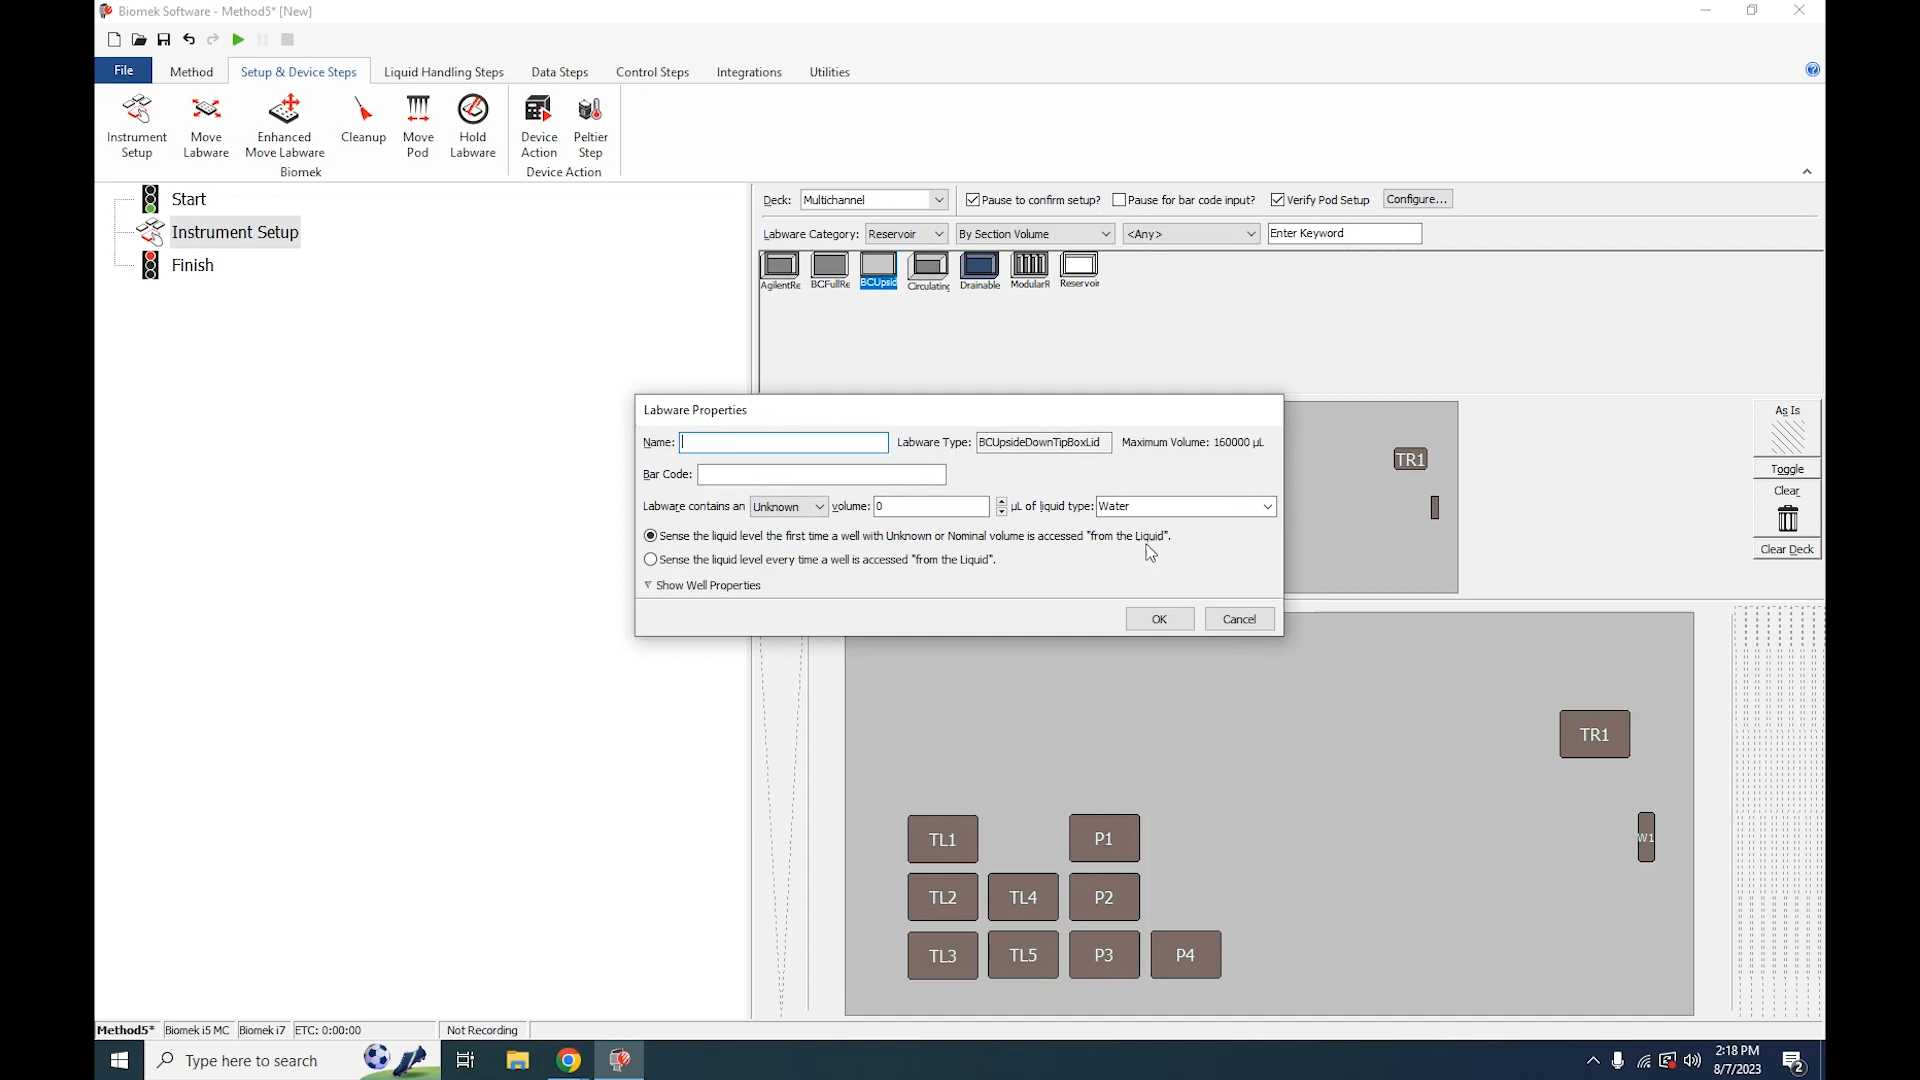 Biomek Software - Method5* [New]
File Method Setup & Device Steps Liquid Handling Steps Data Steps Control Steps Integrations Utilities
Instrument Setup Move Labware Enhanced Move Labware Cleanup Move Pod Hold Labware Device Action Peltier Step
Biomek Device Action
Start
Instrument Setup
Finish
Deck: Multichannel Pause to confirm setup? Pause for bar code input? Verify Pod Setup Configure...
Labware Category: Reservoir By Section Volume <Any> Enter Keyword
AgilentRe BCFullRe BCUpsid Circulating Drainable ModularR Reservoir
Labware Properties
Name: Labware Type: BCUpsideDownTipBoxLid Maximum Volume: 160000 µL
Bar Code:
Labware contains an Unknown volume: 0 µL of liquid type: Water
Sense the liquid level the first time a well with Unknown or Nominal volume is accessed "from the Liquid".
Sense the liquid level every time a well is accessed "from the Liquid".
Show Well Properties
OK Cancel
TR1
As Is
Toggle
Clear
Clear Deck
TR1
TL1 P1 W1
TL2 TL4 P2
TL3 TL5 P3 P4
Method5* Biomek i5 MC Biomek i7 ETC: 0:00:00 Not Recording
Type here to search
2:18 PM
8/7/2023
2